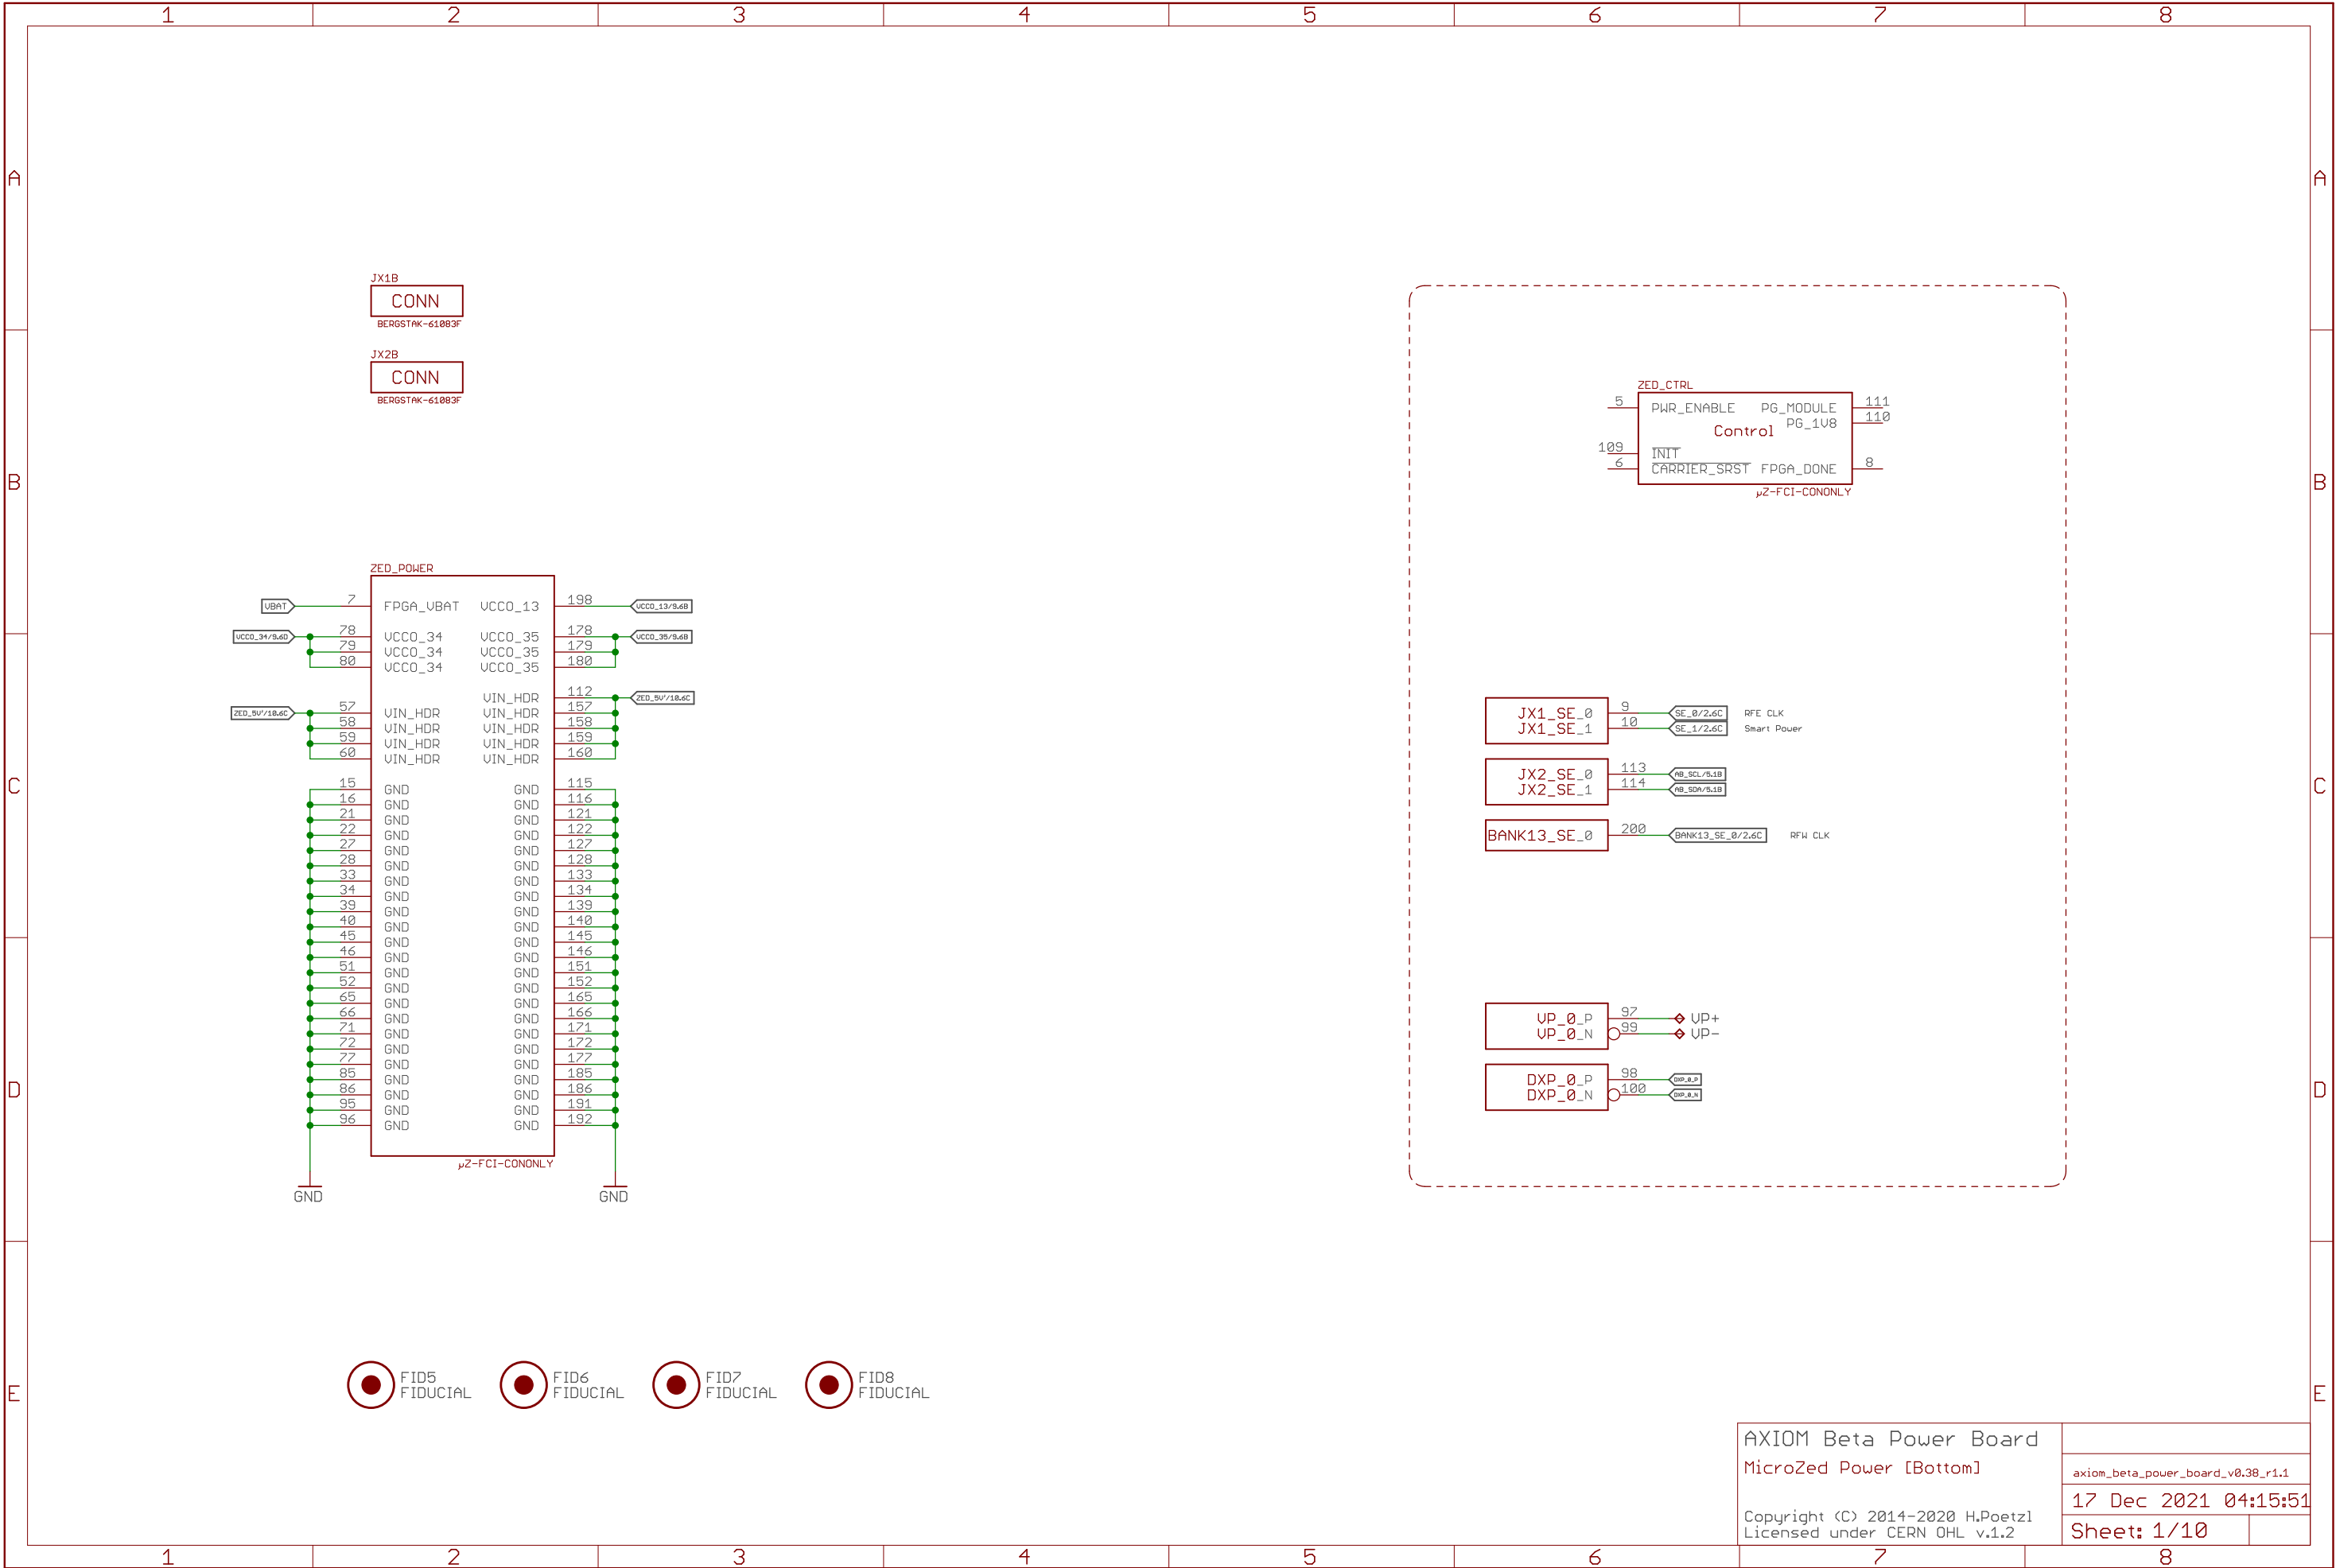 1 2 3 4 5 6 7 8
A A
B B
C C
D D
E E
JX1B
CONN
BERGSTAK-61083F
JX2B
CONN
BERGSTAK-61083F
ZED_POWER
VBAT 7 FPGA_VBAT VCCO_13 198 VCCO_13/9.6B
VCCO_34/9.6D 78 VCCO_34 VCCO_35 178 VCCO_35/9.6B
79 VCCO_34 VCCO_35 179
80 VCCO_34 VCCO_35 180
VIN_HDR 112 ZED_5V'/10.6C
ZED_5V'/10.6C 57 VIN_HDR VIN_HDR 157
58 VIN_HDR VIN_HDR 158
59 VIN_HDR VIN_HDR 159
60 VIN_HDR VIN_HDR 160
15 GND GND 115
16 GND GND 116
21 GND GND 121
22 GND GND 122
27 GND GND 127
28 GND GND 128
33 GND GND 133
34 GND GND 134
39 GND GND 139
40 GND GND 140
45 GND GND 145
46 GND GND 146
51 GND GND 151
52 GND GND 152
65 GND GND 165
66 GND GND 166
71 GND GND 171
72 GND GND 172
77 GND GND 177
85 GND GND 185
86 GND GND 186
95 GND GND 191
96 GND GND 192
µZ-FCI-CONONLY
GND GND
ZED_CTRL
5 PWR_ENABLE PG_MODULE 111
PG_1V8 110
Control
109 INIT
6 CARRIER_SRST FPGA_DONE 8
µZ-FCI-CONONLY
JX1_SE_0 9 SE_0/2.6C RFE CLK
JX1_SE_1 10 SE_1/2.6C Smart Power
JX2_SE_0 113 AB_SCL/5.1B
JX2_SE_1 114 AB_SDA/5.1B
BANK13_SE_0 200 BANK13_SE_0/2.6C RFW CLK
VP_0_P 97 VP+
VP_0_N 99 VP-
DXP_0_P 98 DXP_0_P
DXP_0_N 100 DXP_0_N
FID5
FIDUCIAL
FID6
FIDUCIAL
FID7
FIDUCIAL
FID8
FIDUCIAL
AXIOM Beta Power Board
MicroZed Power [Bottom]
Copyright (C) 2014-2020 H.Poetzl
Licensed under CERN OHL v.1.2
axiom_beta_power_board_v0.38_r1.1
17 Dec 2021 04:15:51
Sheet: 1/10
1 2 3 4 5 6 7 8